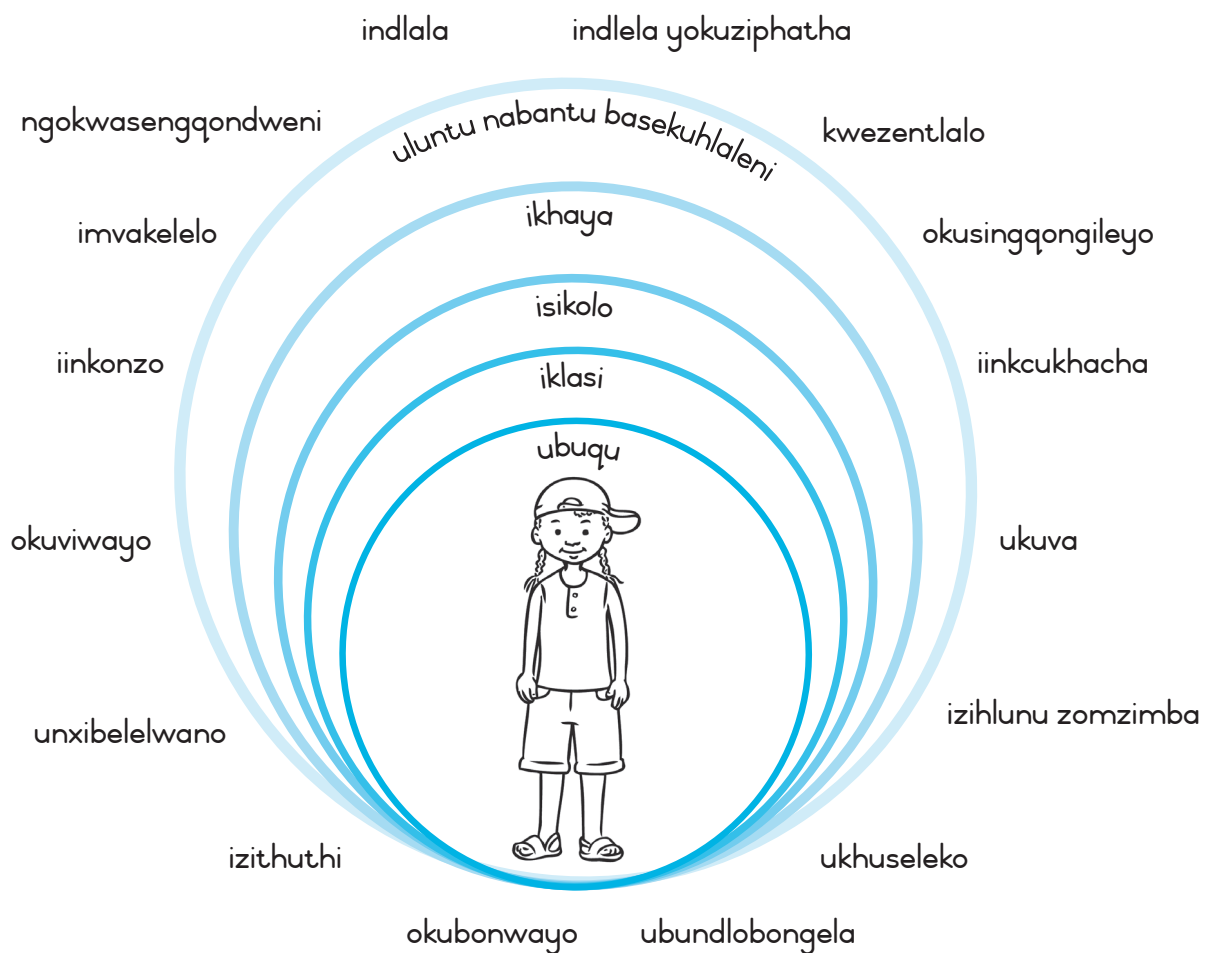 indlala
indlela yokuziphatha
ngokwasengqondweni
uluntu nabantu basekuhlaleni
kwezentlalo
imvakelelo
ikhaya
okusingqongileyo
isikolo
iinkonzo
iklasi
iinkcukhacha
ubuqu
okuviwayo
ukuva
unxibelelwano
izihlunu zomzimba
izithuthi
ukhuseleko
okubonwayo
ubundlobongela